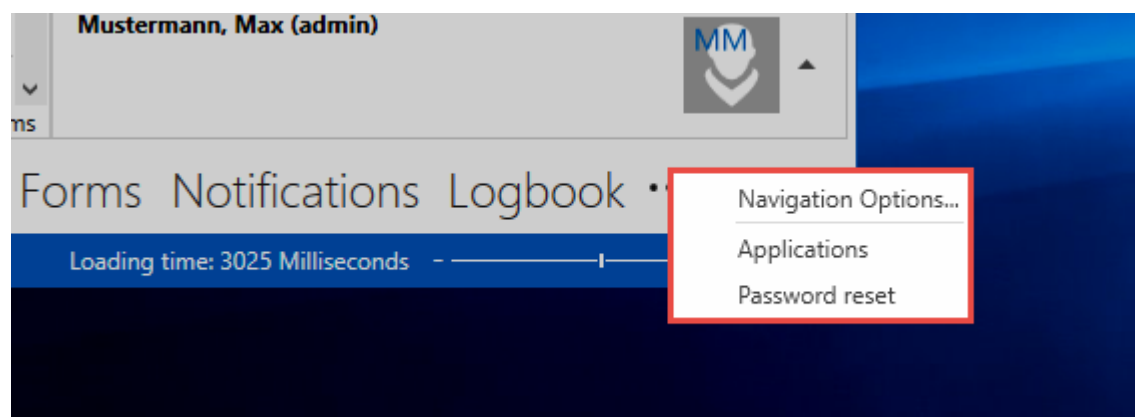 Mustermann, Max (admin)
MM
ms
Forms Notifications Logbook
Navigation Options...
Applications
Password reset
Loading time: 3025 Milliseconds